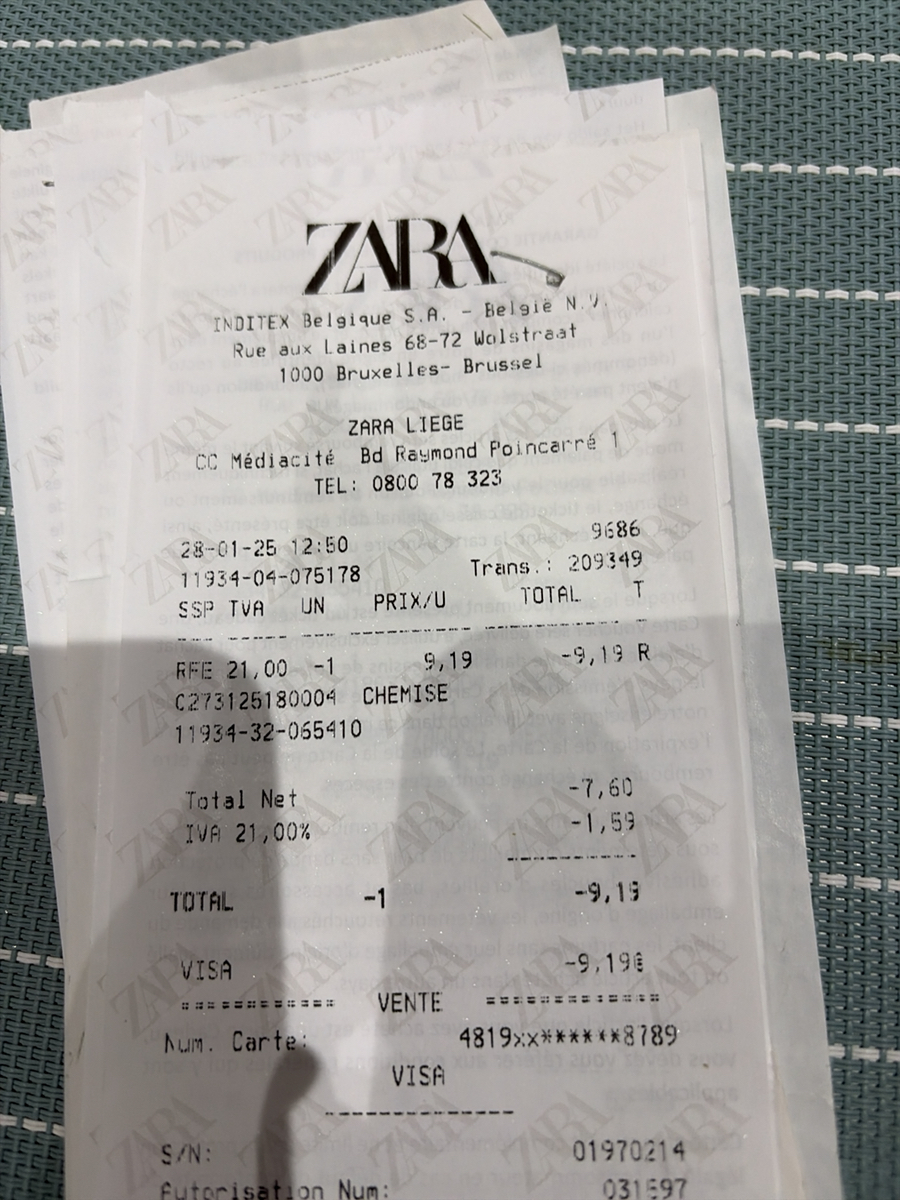 ZARA
INDITEX Belgique S.A. - België N.V.
Rue aux Laines 68-72 Wolstraat
1000 Bruxelles- Brussel
ZARA LIEGE
CC Médiacité Bd Raymond Poincarré 1
TEL: 0800 78 323
28-01-25 12:50 9686
11934-04-075178 Trans.: 209349
SSP TVA UN PRIX/U TOTAL T
RFE 21,00 -1 9,19 -9,19 R
C273125180004 CHEMISE
11934-32-065410
Total Net -7,60
IVA 21,00% -1,59
TOTAL -1 -9,19
VISA -9,19€
============ VENTE ============
Num. Carte: 4819xx******8789
VISA
S/N: 01970214
Autorisation Num: 031597